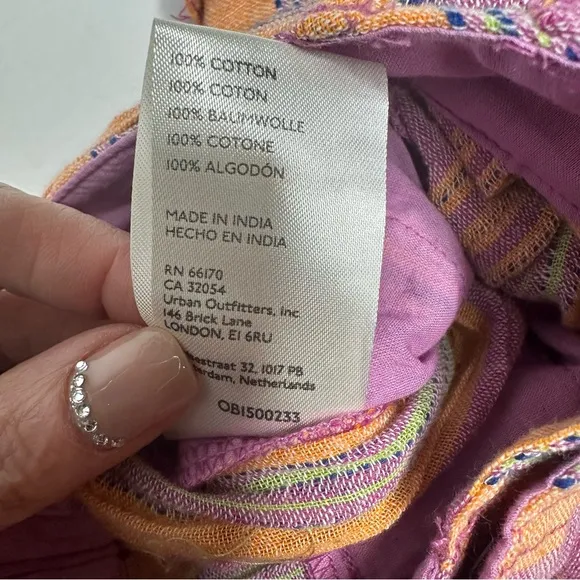 100% COTTON
100% COTON
100% BAUMWOLLE
100% COTONE
100% ALGODÓN
MADE IN INDIA
HECHO EN INDIA
RN 66170
CA 32054
Urban Outfitters, Inc
146 Brick Lane
LONDON, E1 6RU
32, 1017 PB
Netherlands
OB1500233